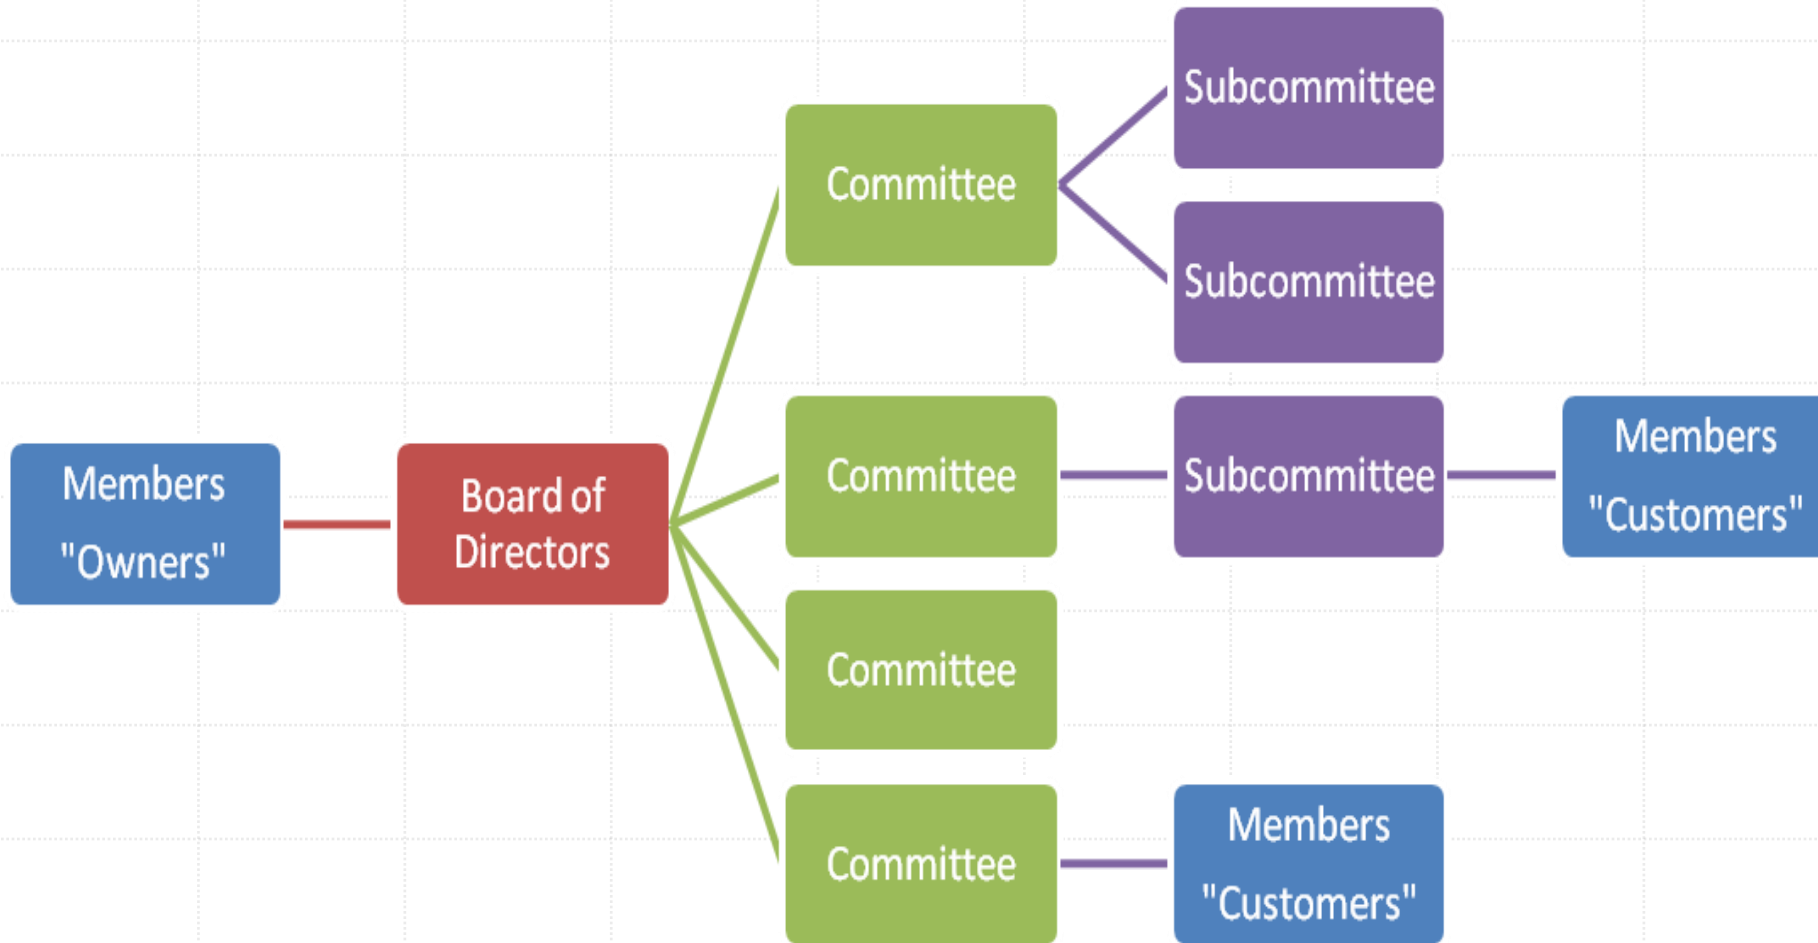 Members
"Owners"
Board of
Directors
Committee
Subcommittee
Subcommittee
Committee
Subcommittee
Members
"Customers"
Committee
Committee
Members
"Customers"